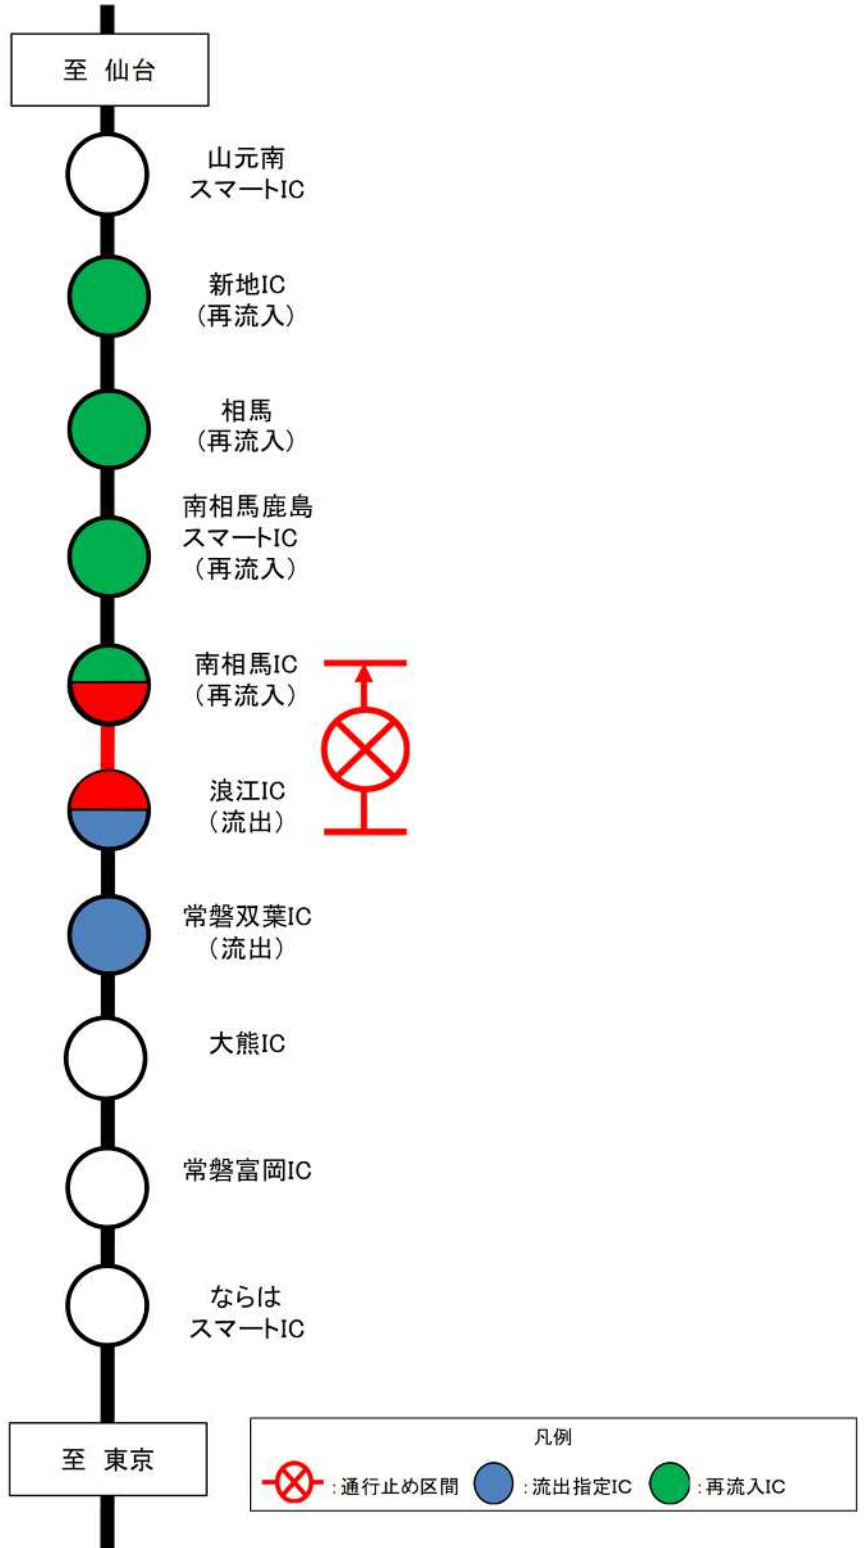 至 仙台
山元南
スマートIC
新地IC
(再流入)
相馬
(再流入)
南相馬鹿島
スマートIC
(再流入)
南相馬IC
(再流入)
浪江IC
(流出)
常磐双葉IC
(流出)
大熊IC
常磐富岡IC
ならは
スマートIC
至 東京
凡例
:通行止め区間 :流出指定IC :再流入IC